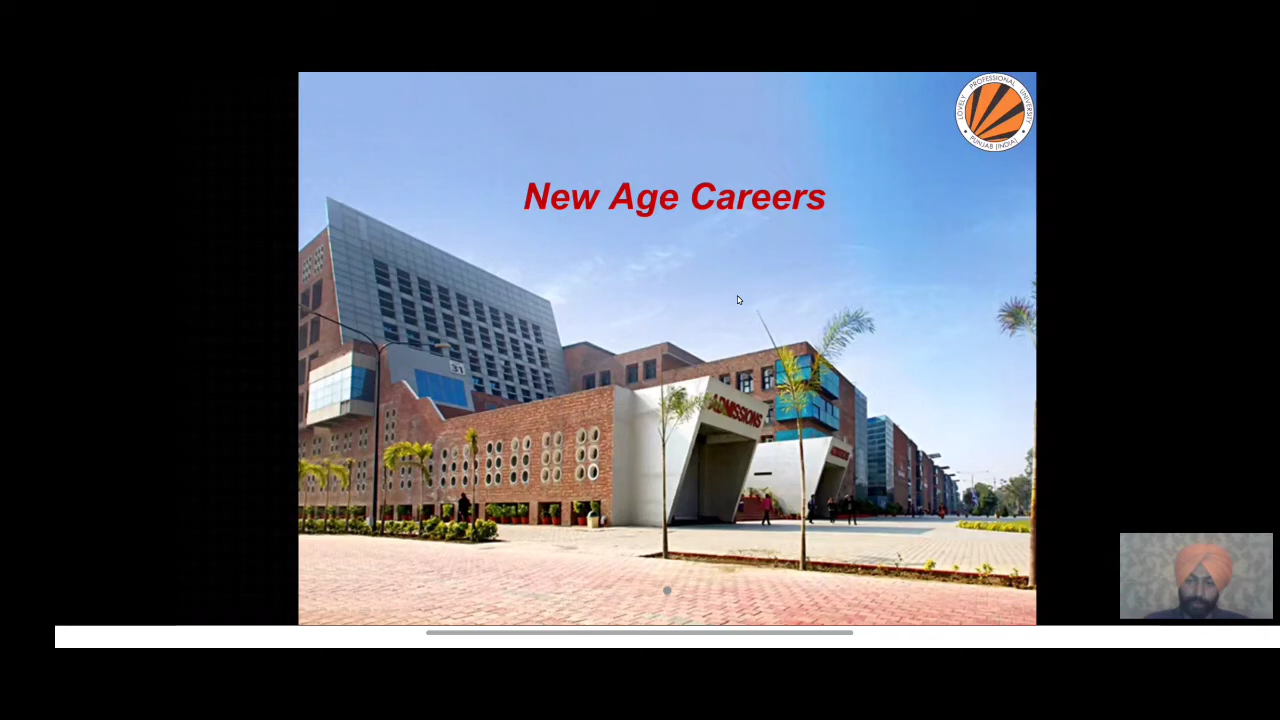 LOVELY PROFESSIONAL UNIVERSITY
PUNJAB (INDIA)
New Age Careers
31
ADMISSIONS